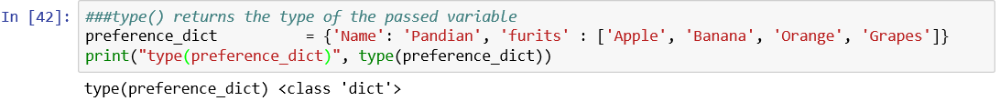 In [42]: ###type() returns the type of the passed variable
preference_dict = {'Name': 'Pandian', 'furits' : ['Apple', 'Banana', 'Orange', 'Grapes']}
print("type(preference_dict)", type(preference_dict))
type(preference_dict) <class 'dict'>